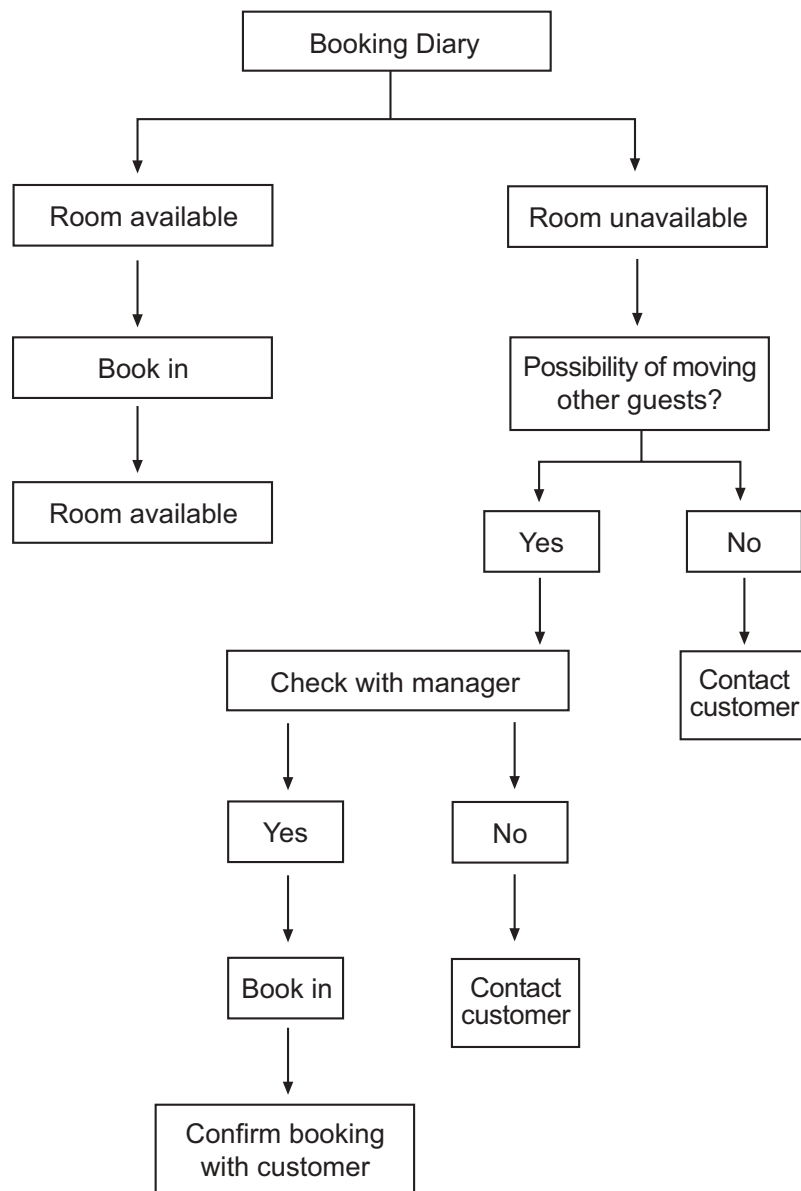 Booking Diary
Room available
Room unavailable
Book in
Possibility of moving
other guests?
Room available
Yes
No
Check with manager
Contact
customer
Yes
No
Book in
Contact
customer
Confirm booking
with customer